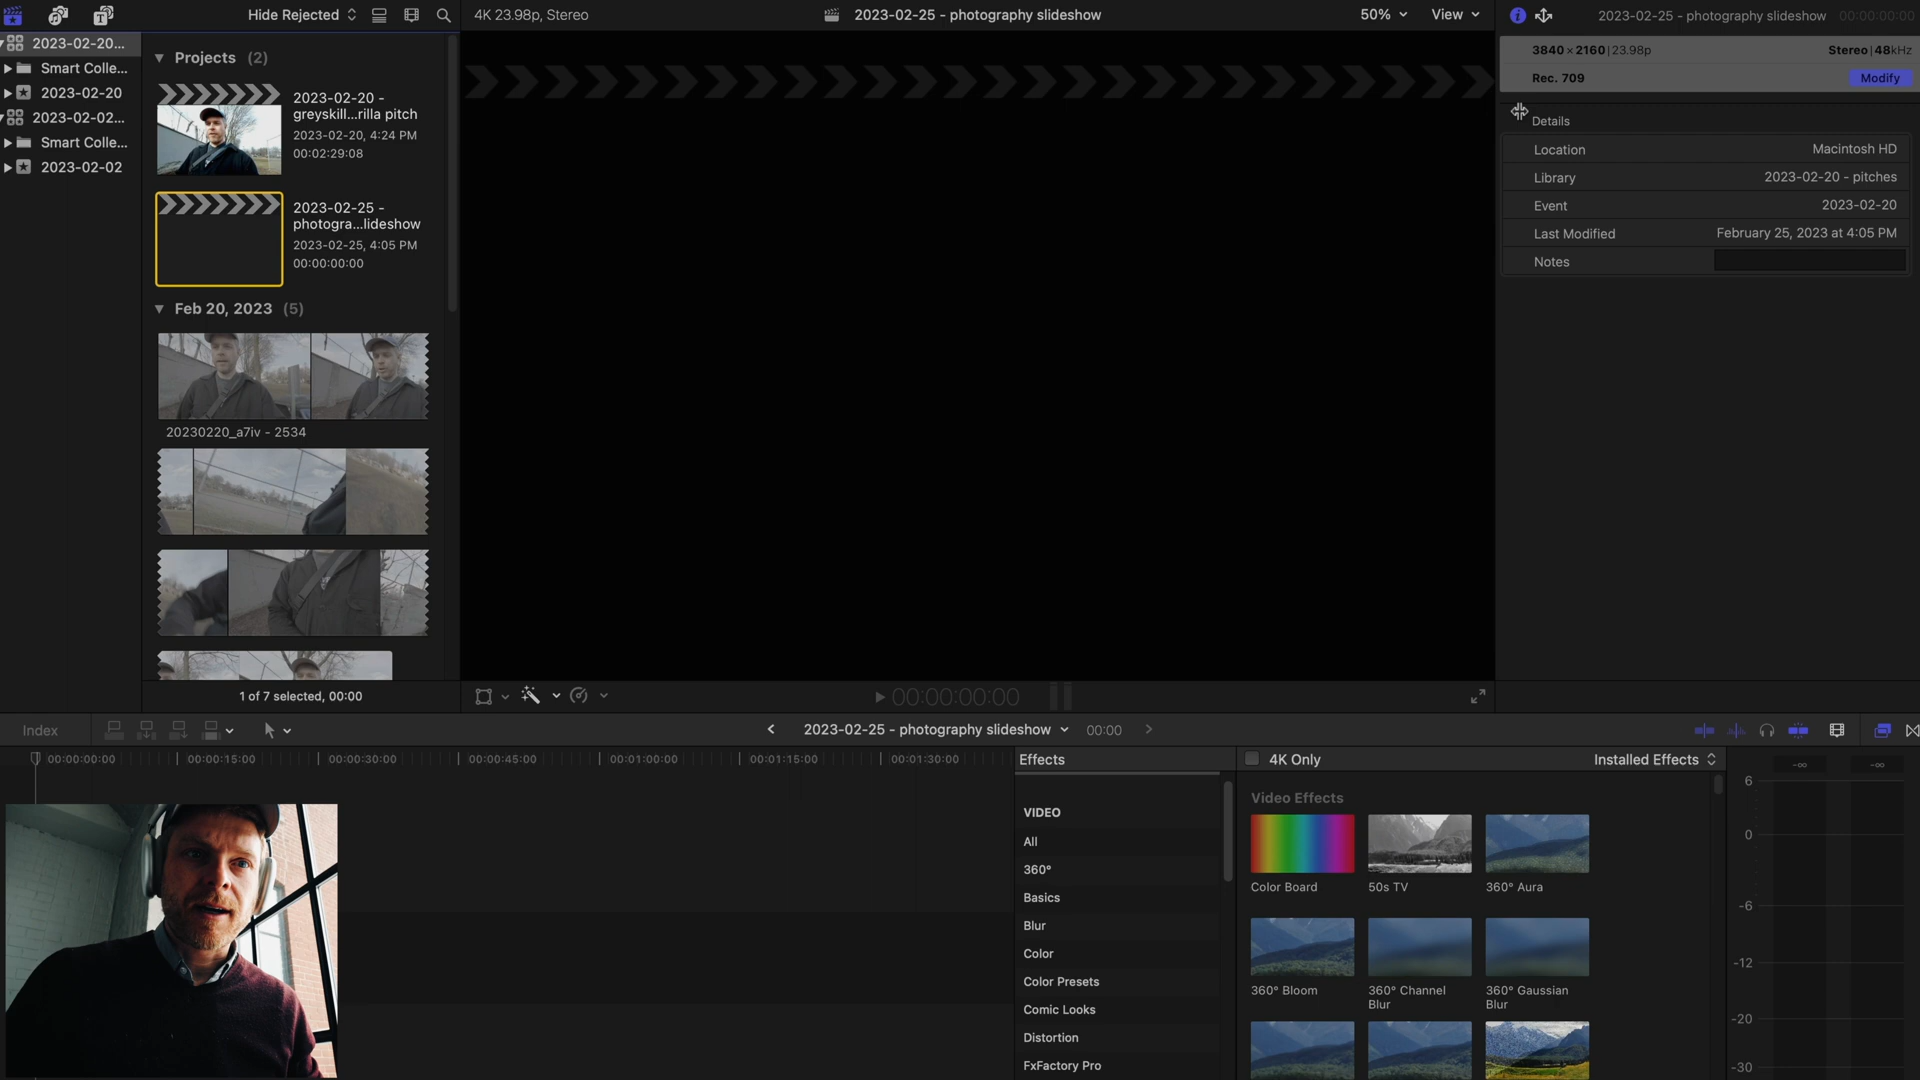 Hide Rejected
4K 23.98p, Stereo
2023-02-25 - photography slideshow
50%
View
2023-02-25 - photography slideshow
00:00:00:00
2023-02-20...
Smart Colle...
2023-02-20
2023-02-02...
Smart Colle...
2023-02-02
Projects (2)
2023-02-20 -
greyskill...rilla pitch
2023-02-20, 4:24 PM
00:02:29:08
2023-02-25 -
photogra...lideshow
2023-02-25, 4:05 PM
00:00:00:00
Feb 20, 2023 (5)
20230220_a7iv - 2534
1 of 7 selected, 00:00
3840 × 2160 | 23.98p
Stereo | 48kHz
Rec. 709
Modify
Details
Location
Macintosh HD
Library
2023-02-20 - pitches
Event
2023-02-20
Last Modified
February 25, 2023 at 4:05 PM
Notes
00:00:00:00
Index
2023-02-25 - photography slideshow
00:00
00:00:00:00
00:00:15:00
00:00:30:00
00:00:45:00
00:01:00:00
00:01:15:00
00:01:30:00
Effects
4K Only
Installed Effects
VIDEO
All
360°
Basics
Blur
Color
Color Presets
Comic Looks
Distortion
FxFactory Pro
Video Effects
Color Board
50s TV
360° Aura
360° Bloom
360° Channel
Blur
360° Gaussian
Blur
-∞
-∞
6
0
-6
-12
-20
-30